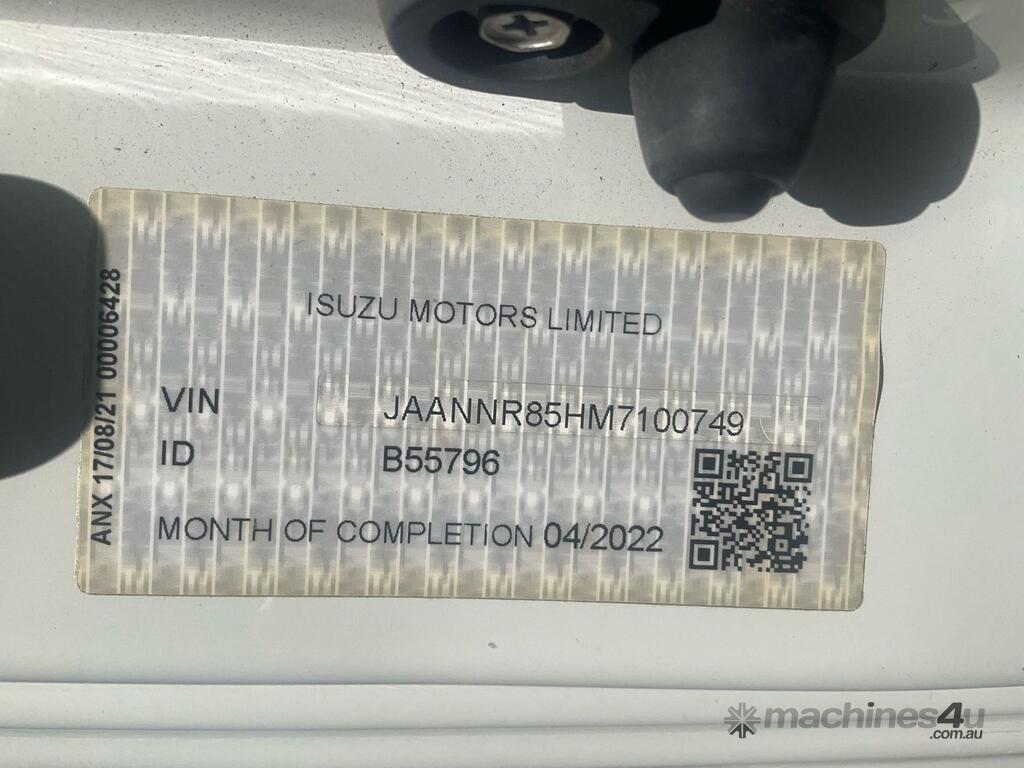 ISUZU MOTORS LIMITED
VIN JAANNR85HM7100749
ID B55796
MONTH OF COMPLETION 04/2022
ANX 17/08/21 00006428
machines4u
.com.au